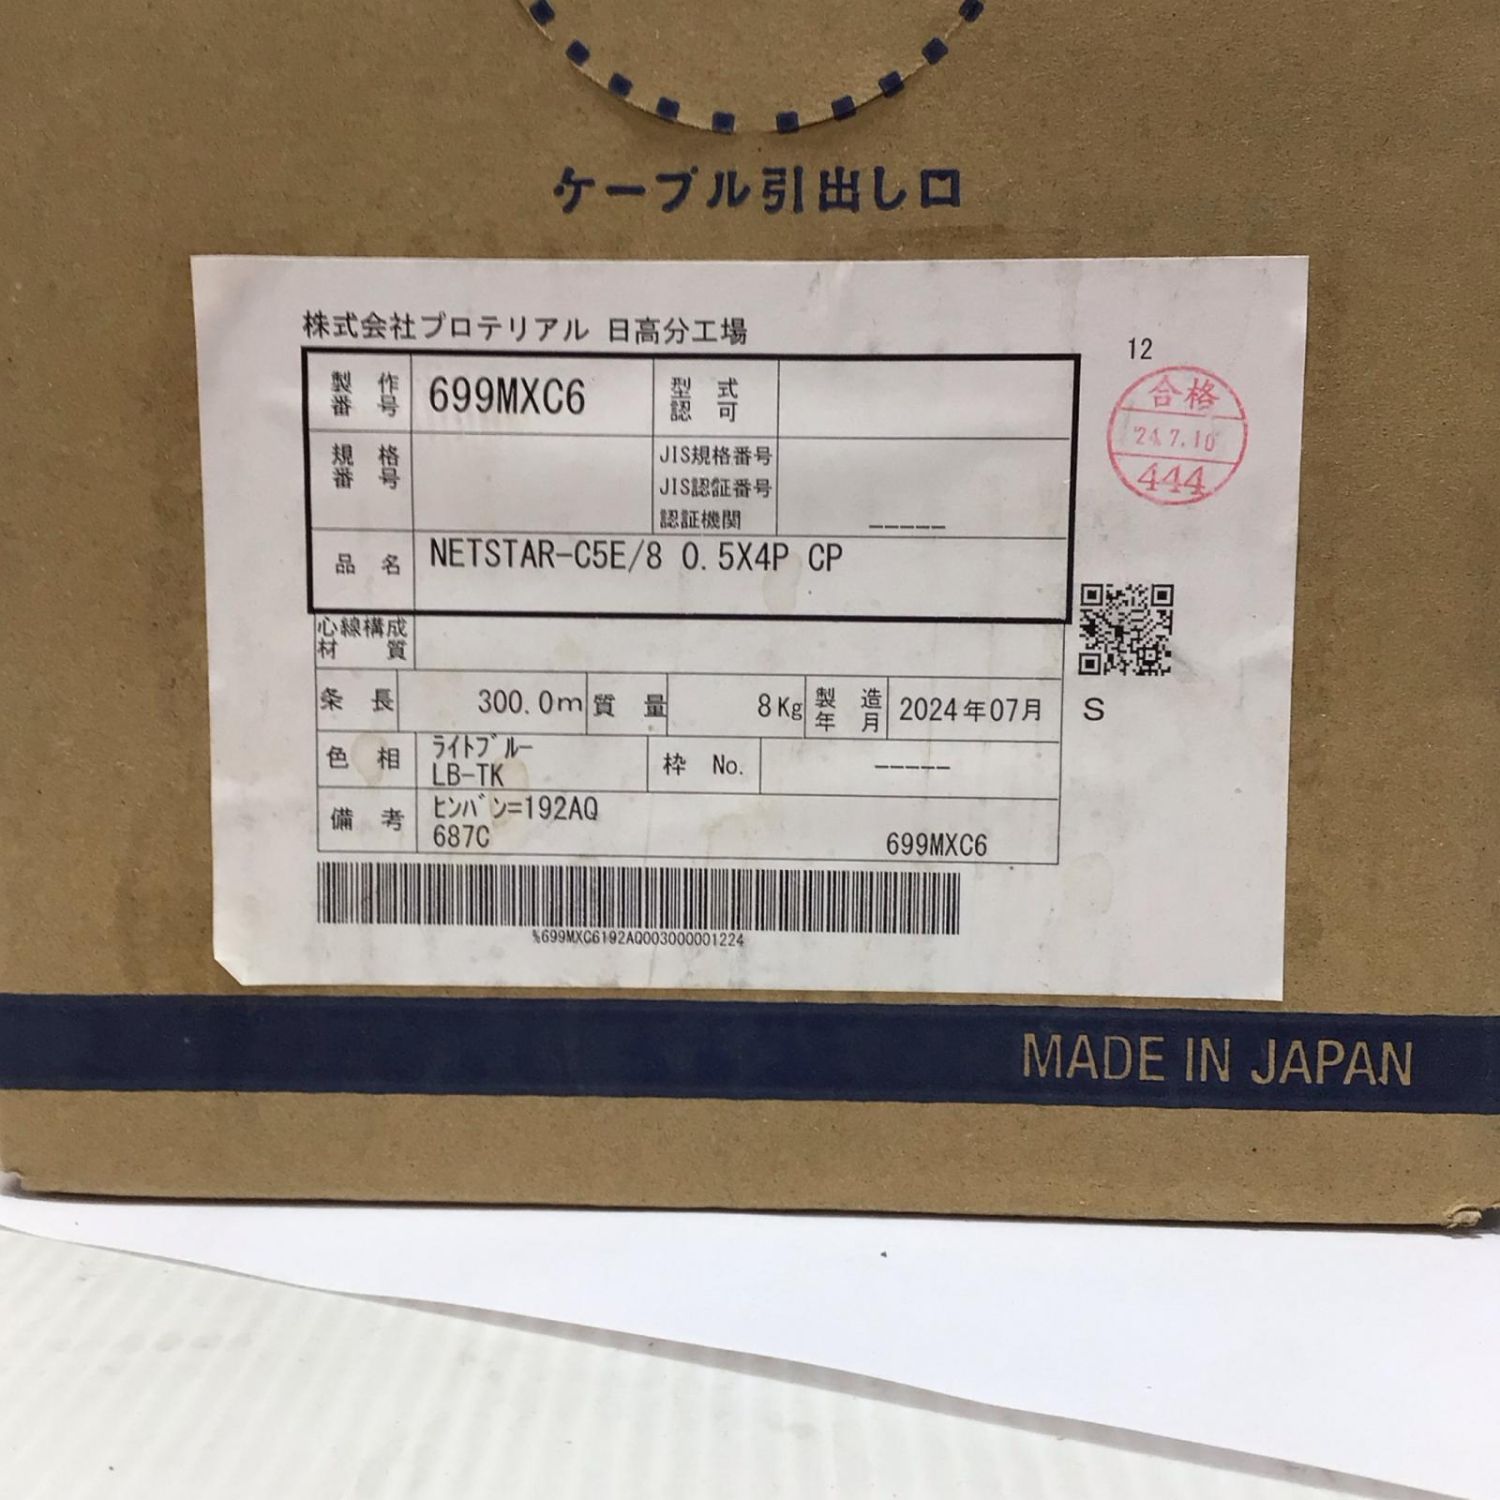 ケーブル引出し口
株式会社プロテリアル 日高分工場
12
製作番号 699MXC6 型式認可
合格
'24.7.10
444
規格番号 JIS規格番号
JIS認証番号
認証機関 -----
品名 NETSTAR-C5E/8 0.5X4P CP
心線構成
材質
条長 300.0m 質量 8Kg 製造年月 2024年07月 S
色相 ﾗｲﾄﾌﾞﾙｰ
LB-TK 枠 No. -----
備考 ﾋﾝﾊﾞﾝ=192AQ
687C 699MXC6
%699MXC6192AQ003000001224
MADE IN JAPAN